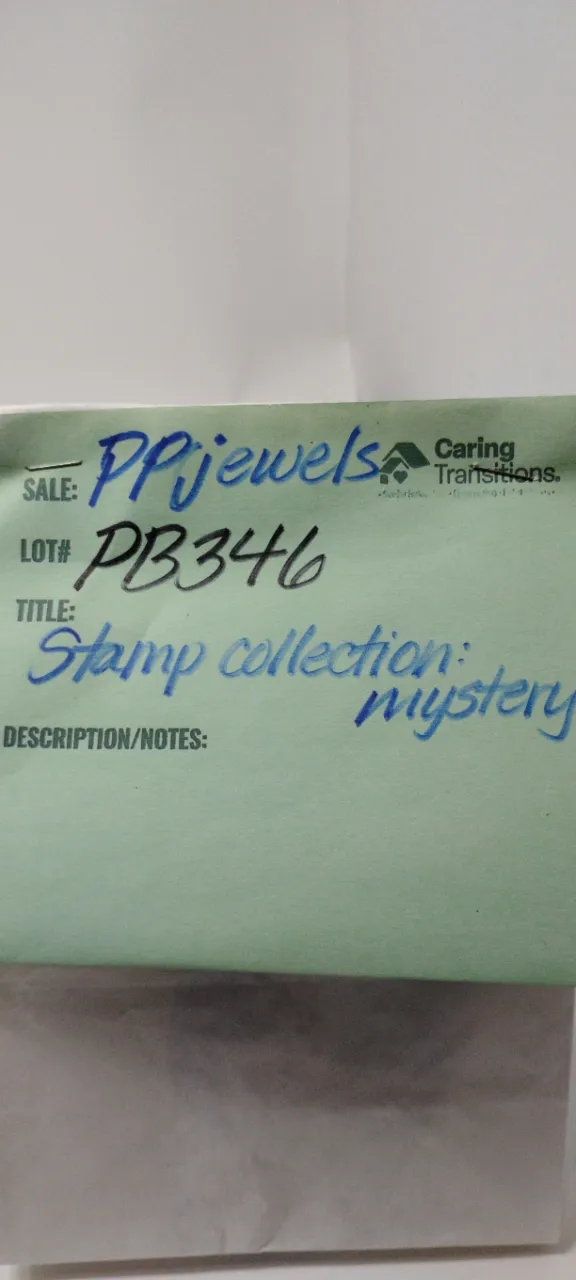 SALE: PPjewels
Caring
Transitions.
LOT# PB346
TITLE:
Stamp collection:
mystery
DESCRIPTION/NOTES: